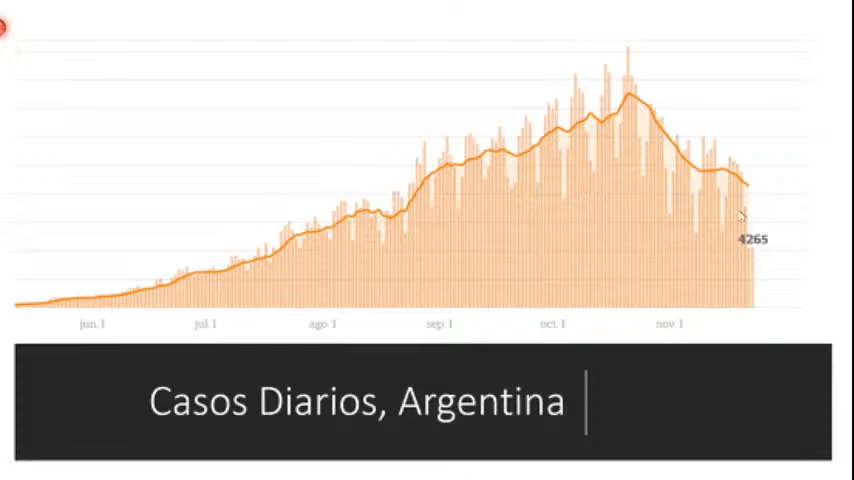 4265
jun. 1
jul. 1
ago. 1
sep. 1
oct. 1
nov. 1
Casos Diarios, Argentina